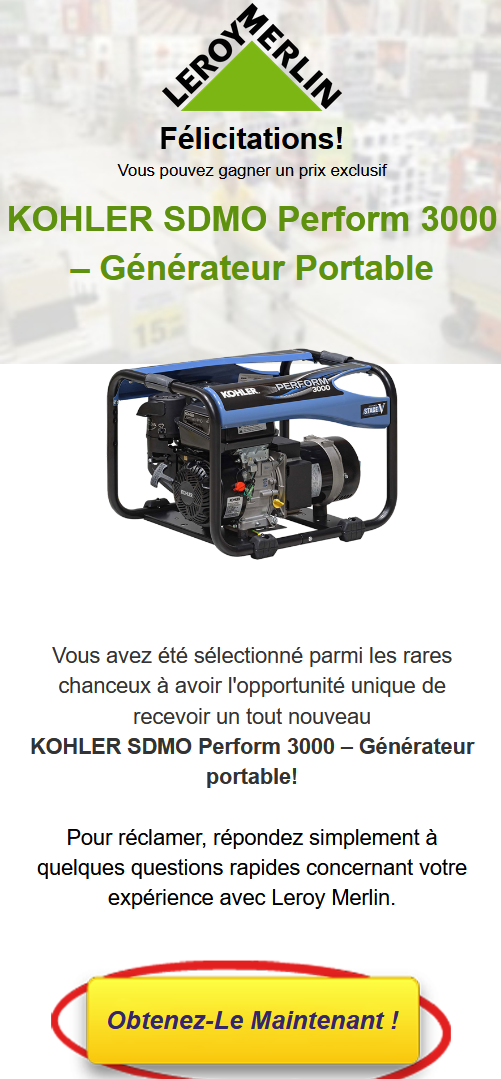 LEROY MERLIN
Félicitations!
Vous pouvez gagner un prix exclusif
KOHLER SDMO Perform 3000
– Générateur Portable
15
KOHLER
PERFORM
3000
STAGE V
KOHLER
Vous avez été sélectionné parmi les rares
chanceux à avoir l'opportunité unique de
recevoir un tout nouveau
KOHLER SDMO Perform 3000 – Générateur
portable!
Pour réclamer, répondez simplement à
quelques questions rapides concernant votre
expérience avec Leroy Merlin.
Obtenez-Le Maintenant !